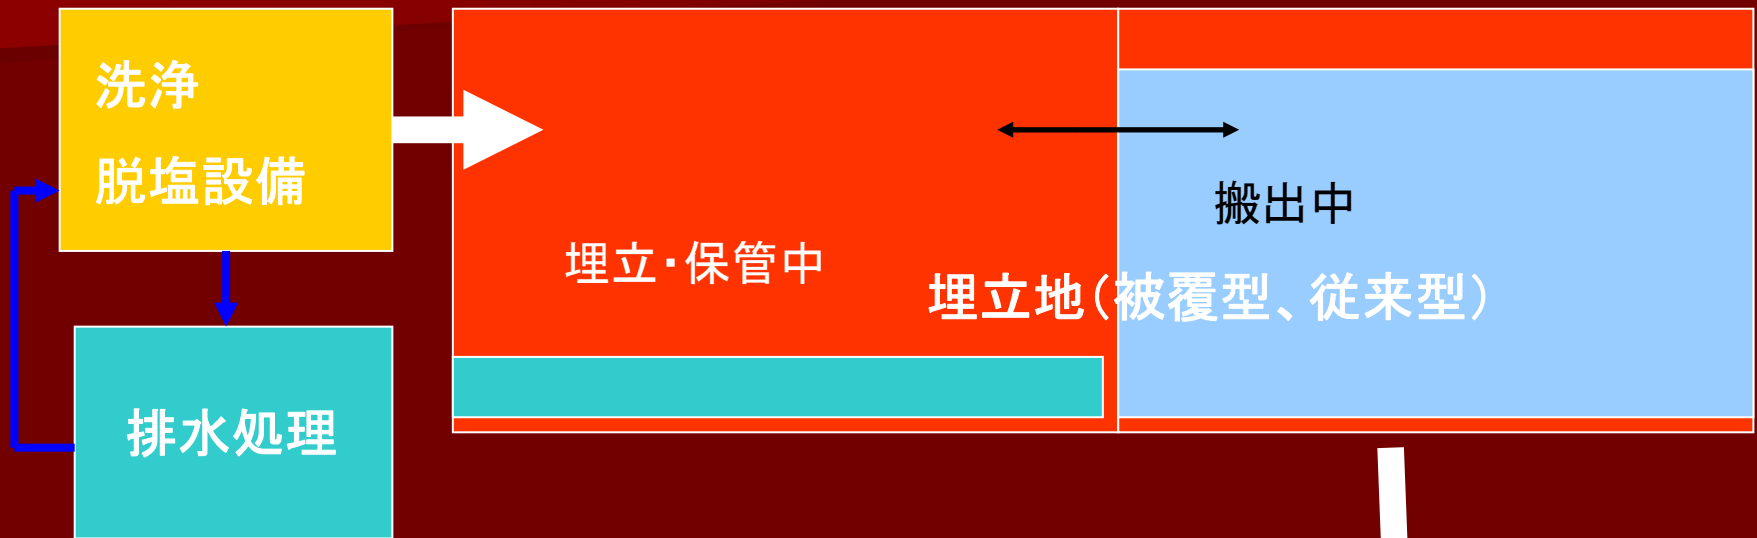 洗浄
脱塩設備
排水処理
埋立・保管中
搬出中
埋立地（被覆型、従来型）